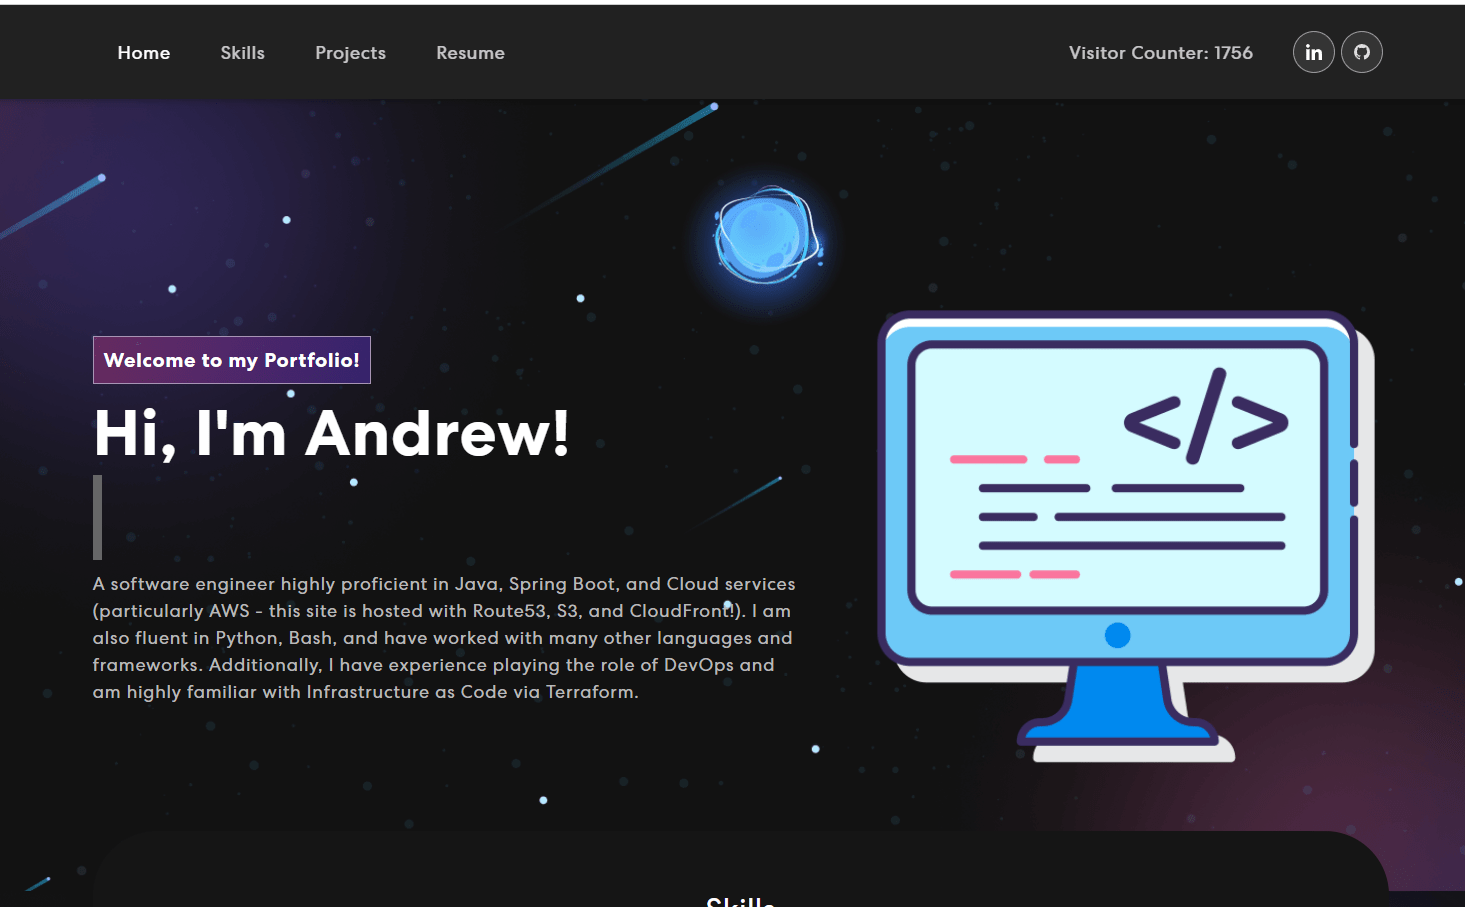 Home Skills Projects Resume Visitor Counter: 1756 in
Welcome to my Portfolio!
Hi, I'm Andrew!
</>
A software engineer highly proficient in Java, Spring Boot, and Cloud services
(particularly AWS - this site is hosted with Route53, S3, and CloudFront!). I am
also fluent in Python, Bash, and have worked with many other languages and
frameworks. Additionally, I have experience playing the role of DevOps and
am highly familiar with Infrastructure as Code via Terraform.
Skills